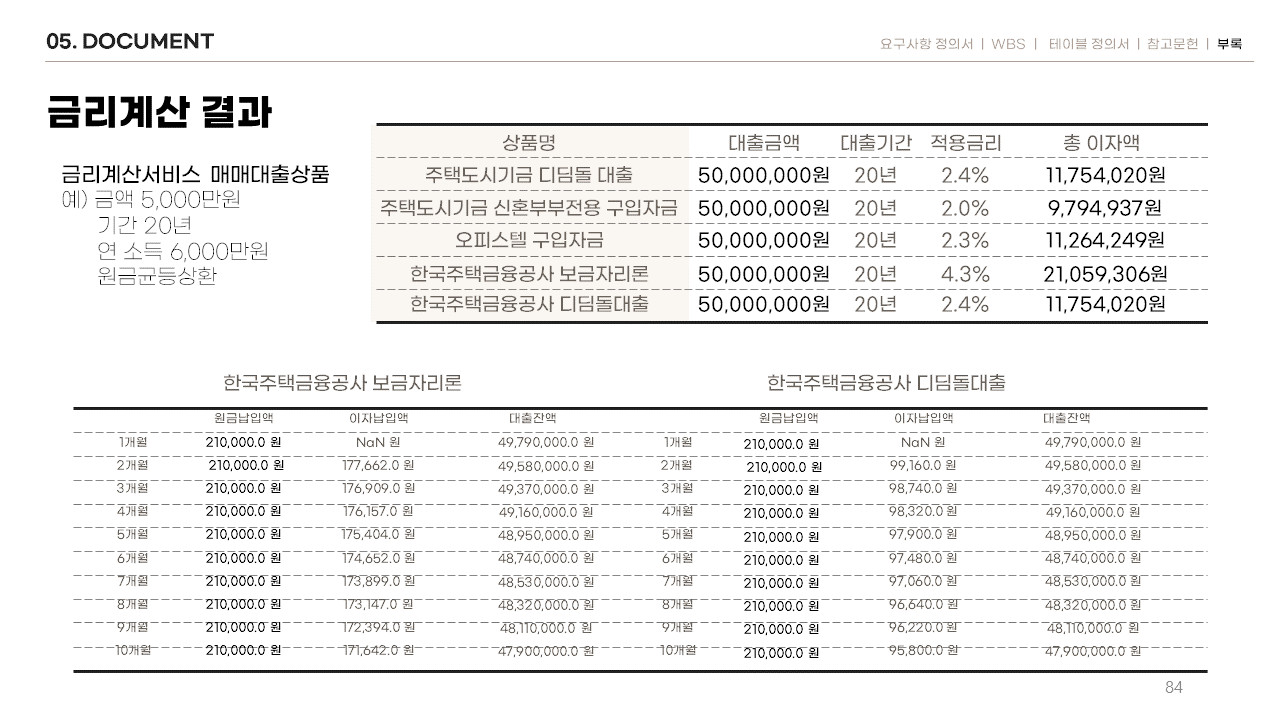 05. DOCUMENT
요구사항 정의서 | WBS | 테이블 정의서 | 참고문헌 | 부록
금리계산 결과
금리계산서비스 매매대출상품
예) 금액 5,000만원
기간 20년
연 소득 6,000만원
원금균등상환
상품명 대출금액 대출기간 적용금리 총 이자액
주택도시기금 디딤돌 대출 50,000,000원 20년 2.4% 11,754,020원
주택도시기금 신혼부부전용 구입자금 50,000,000원 20년 2.0% 9,794,937원
오피스텔 구입자금 50,000,000원 20년 2.3% 11,264,249원
한국주택금융공사 보금자리론 50,000,000원 20년 4.3% 21,059,306원
한국주택금융공사 디딤돌대출 50,000,000원 20년 2.4% 11,754,020원
한국주택금융공사 보금자리론 한국주택금융공사 디딤돌대출
원금납입액 이자납입액 대출잔액 원금납입액 이자납입액 대출잔액
1개월 210,000.0 원 NaN 원 49,790,000.0 원 1개월 210,000.0 원 NaN 원 49,790,000.0 원
2개월 210,000.0 원 177,662.0 원 49,580,000.0 원 2개월 210,000.0 원 99,160.0 원 49,580,000.0 원
3개월 210,000.0 원 176,909.0 원 49,370,000.0 원 3개월 210,000.0 원 98,740.0 원 49,370,000.0 원
4개월 210,000.0 원 176,157.0 원 49,160,000.0 원 4개월 210,000.0 원 98,320.0 원 49,160,000.0 원
5개월 210,000.0 원 175,404.0 원 48,950,000.0 원 5개월 210,000.0 원 97,900.0 원 48,950,000.0 원
6개월 210,000.0 원 174,652.0 원 48,740,000.0 원 6개월 210,000.0 원 97,480.0 원 48,740,000.0 원
7개월 210,000.0 원 173,899.0 원 48,530,000.0 원 7개월 210,000.0 원 97,060.0 원 48,530,000.0 원
8개월 210,000.0 원 173,147.0 원 48,320,000.0 원 8개월 210,000.0 원 96,640.0 원 48,320,000.0 원
9개월 210,000.0 원 172,394.0 원 48,110,000.0 원 9개월 210,000.0 원 96,220.0 원 48,110,000.0 원
10개월 210,000.0 원 171,642.0 원 47,900,000.0 원 10개월 210,000.0 원 95,800.0 원 47,900,000.0 원
84